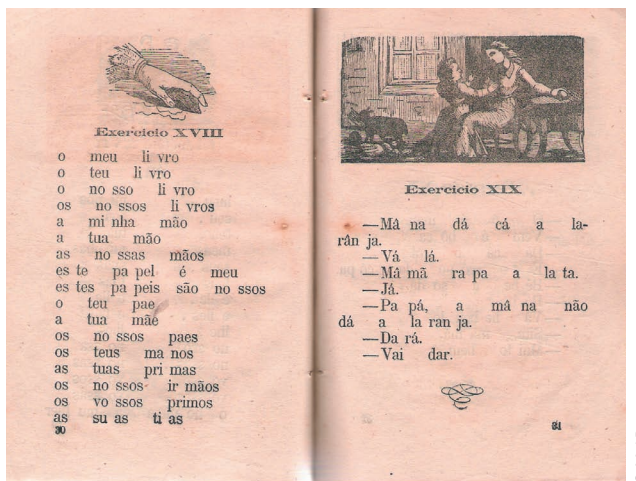 Exercicio XVIII
o meu li vro
o teu li vro
o no sso li vro
os no ssos li vros
a mi nha mão
a tua mão
as no ssas mãos
es te pa pel é meu
es tes pa peis são no ssos
o teu pae
a tua mãe
os no ssos paes
os teus ma nos
as tuas pri mas
os no ssos ir mãos
os vo ssos primos
as su as ti as
30
Exercicio XIX
—Mâ na dá cá a la-
rân ja.
—Vá lá.
—Mámã ra pa a la ta.
—Já.
—Pa pá, a mâ na não
dá a la ran ja.
—Da rá.
—Vai dar.
31